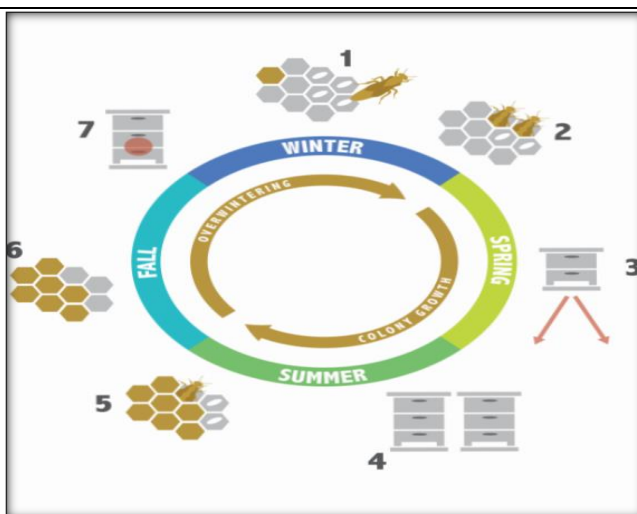 1
2
3
4
5
6
7
WINTER
SPRING
SUMMER
FALL
OVERWINTERING
COLONY GROWTH